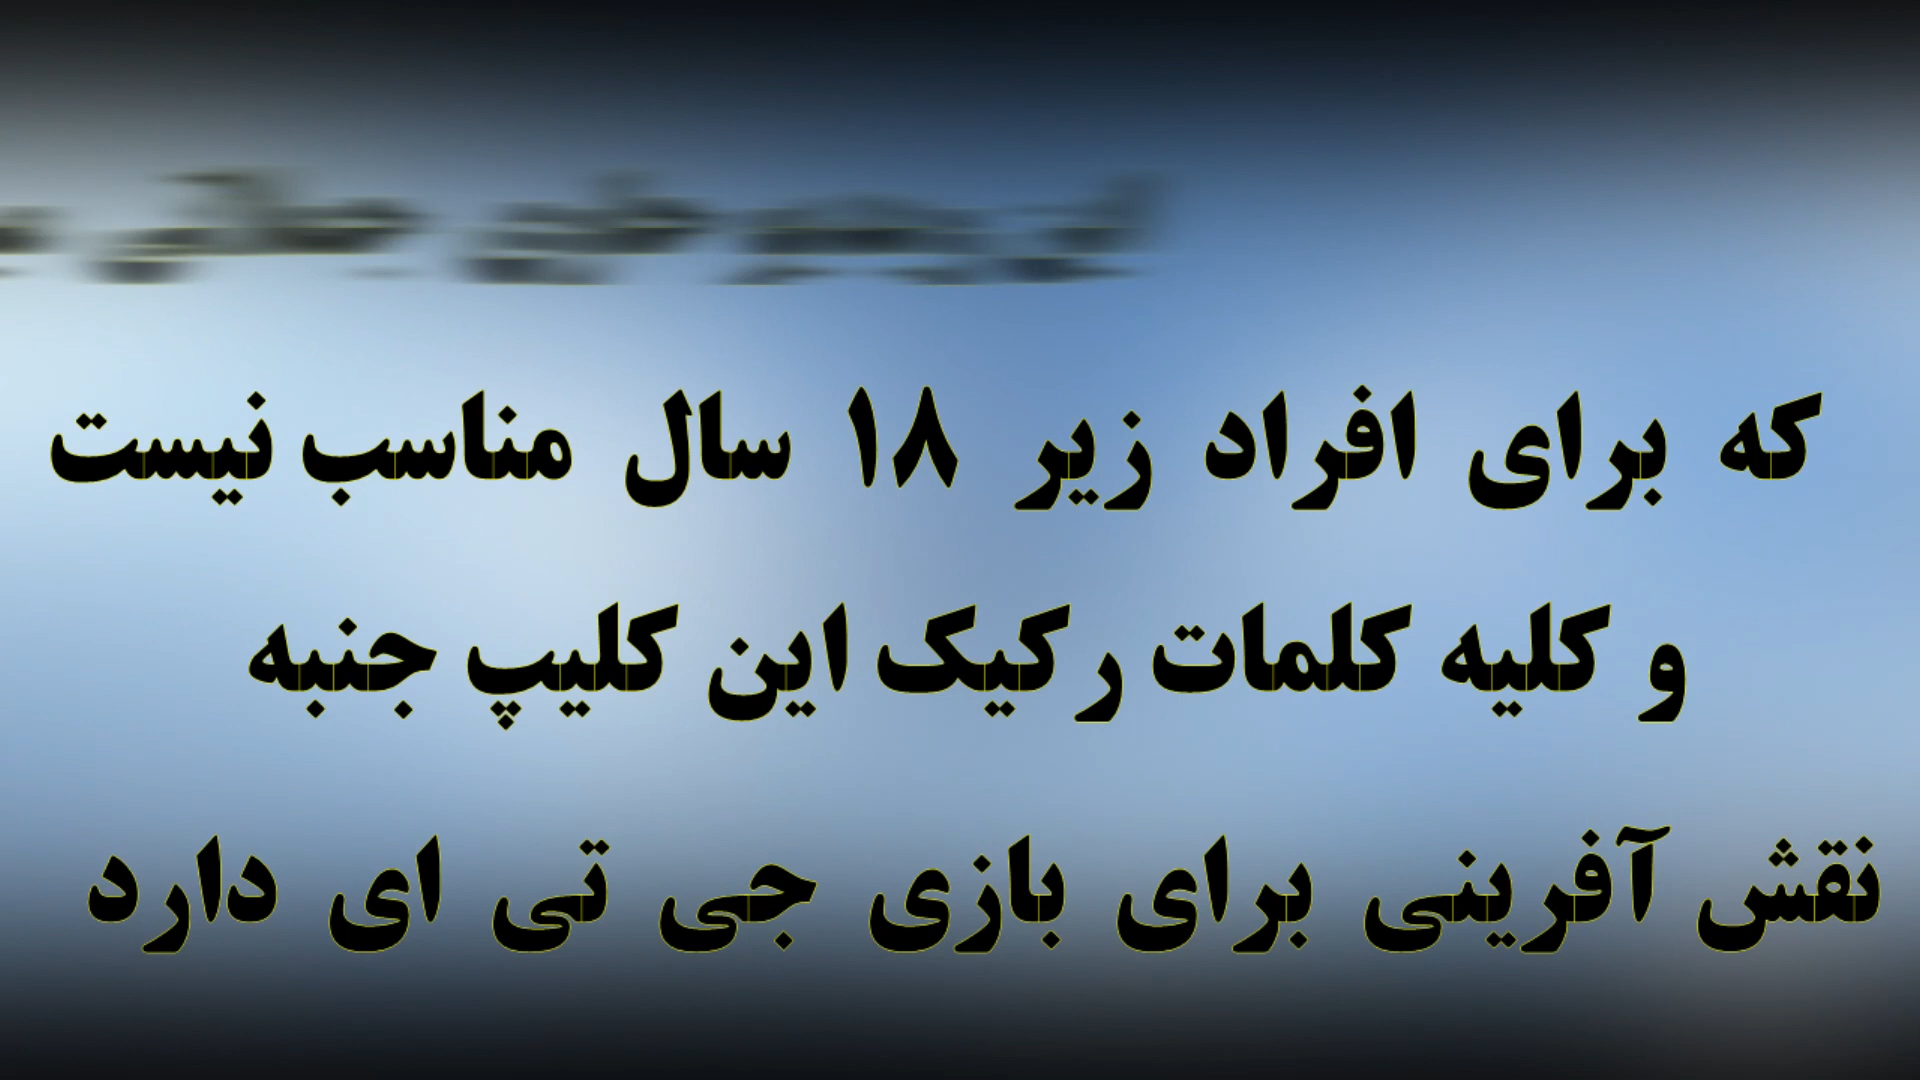 که برای افراد زیر ۱۸ سال مناسب نیست
و کلیه کلمات رکیک این کلیپ جنبه
نقش آفرینی برای بازی جی تی ای دارد